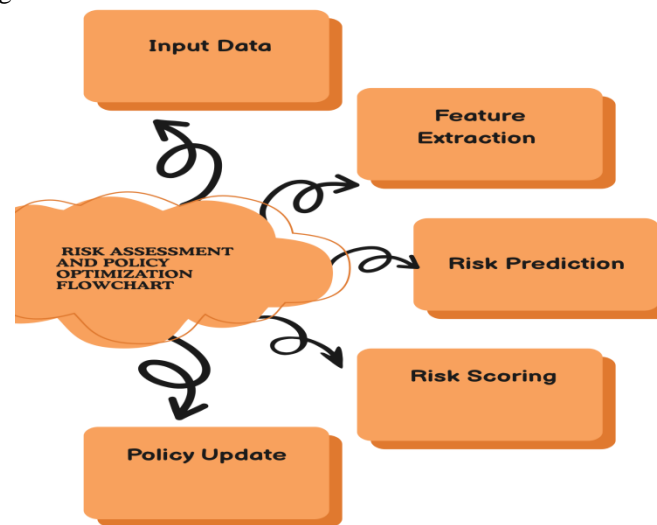 Input Data
Feature
Extraction
RISK ASSESSMENT
AND POLICY
OPTIMIZATION
FLOWCHART
Risk Prediction
Risk Scoring
Policy Update